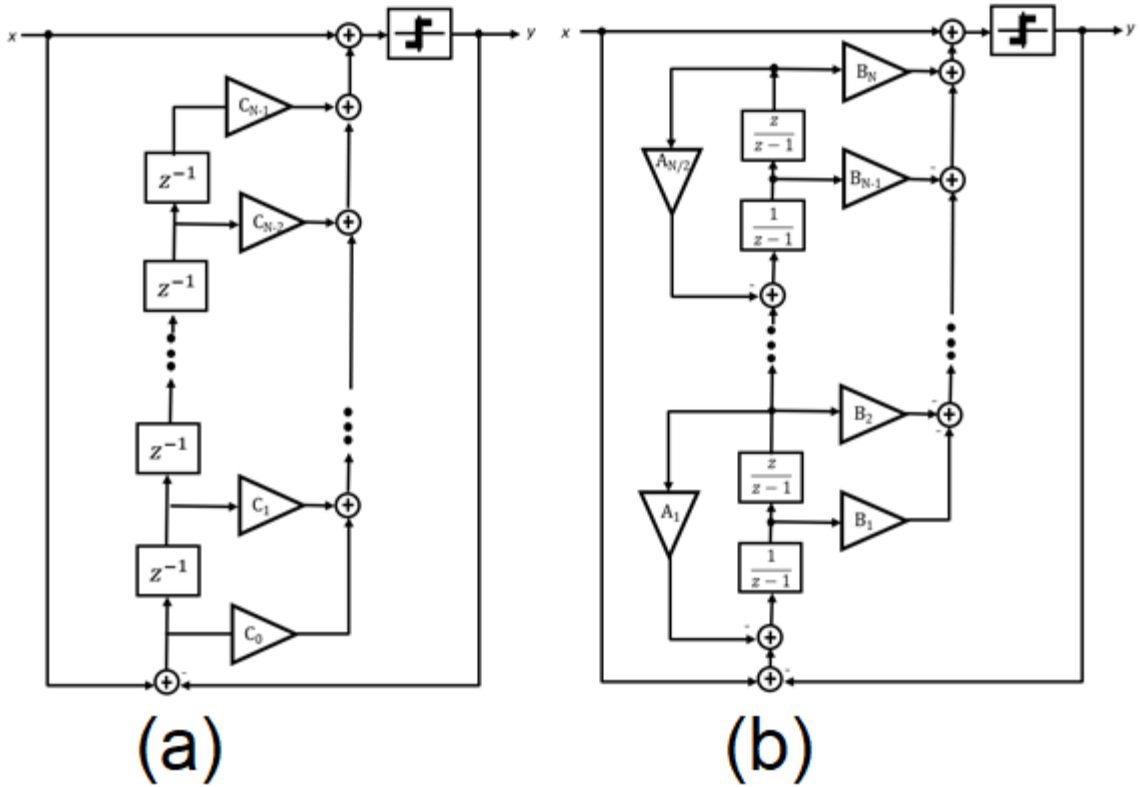 x y
C_{N-1}
z^{-1}
C_{N-2}
z^{-1}
z^{-1}
C_1
z^{-1}
C_0
-
(a)
x y
B_N
z/(z-1)
A_{N/2}
B_{N-1}
-
1/(z-1)
-
B_2
-
-
z/(z-1)
A_1
B_1
1/(z-1)
-
-
(b)